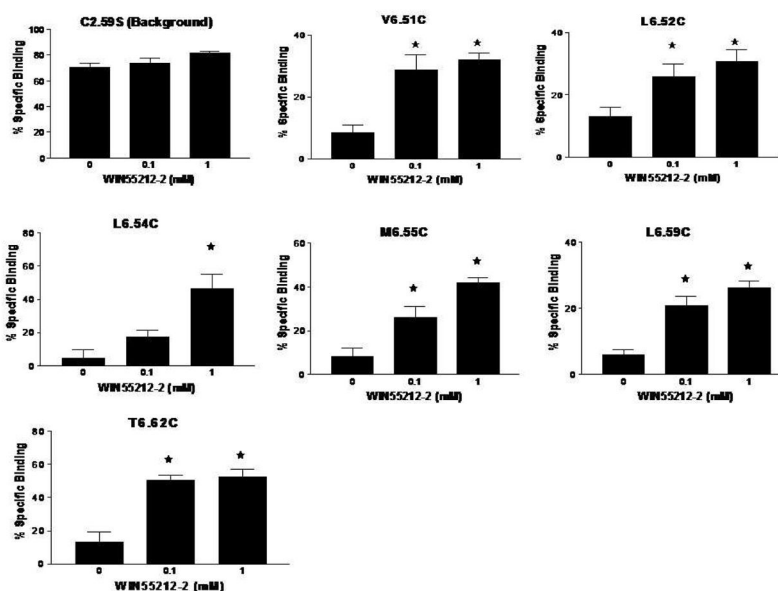 C2.59S (Background)
% Specific Binding
100
80
60
40
20
0
0 0.1 1
WIN55212-2 (mM)
V6.51C
% Specific Binding
40
20
0
0 0.1 1
WIN55212-2 (mM)
L6.52C
% Specific Binding
40
20
0
0 0.1 1
WIN55212-2 (mM)
L6.54C
% Specific Binding
80
60
40
20
0
0 0.1 1
WIN55212-2 (mM)
M6.55C
% Specific Binding
60
40
20
0
0 0.1 1
WIN55212-2 (mM)
L6.59C
% Specific Binding
40
20
0
0 0.1 1
WIN55212-2 (mM)
T6.62C
% Specific Binding
80
60
40
20
0
0 0.1 1
WIN55212-2 (mM)